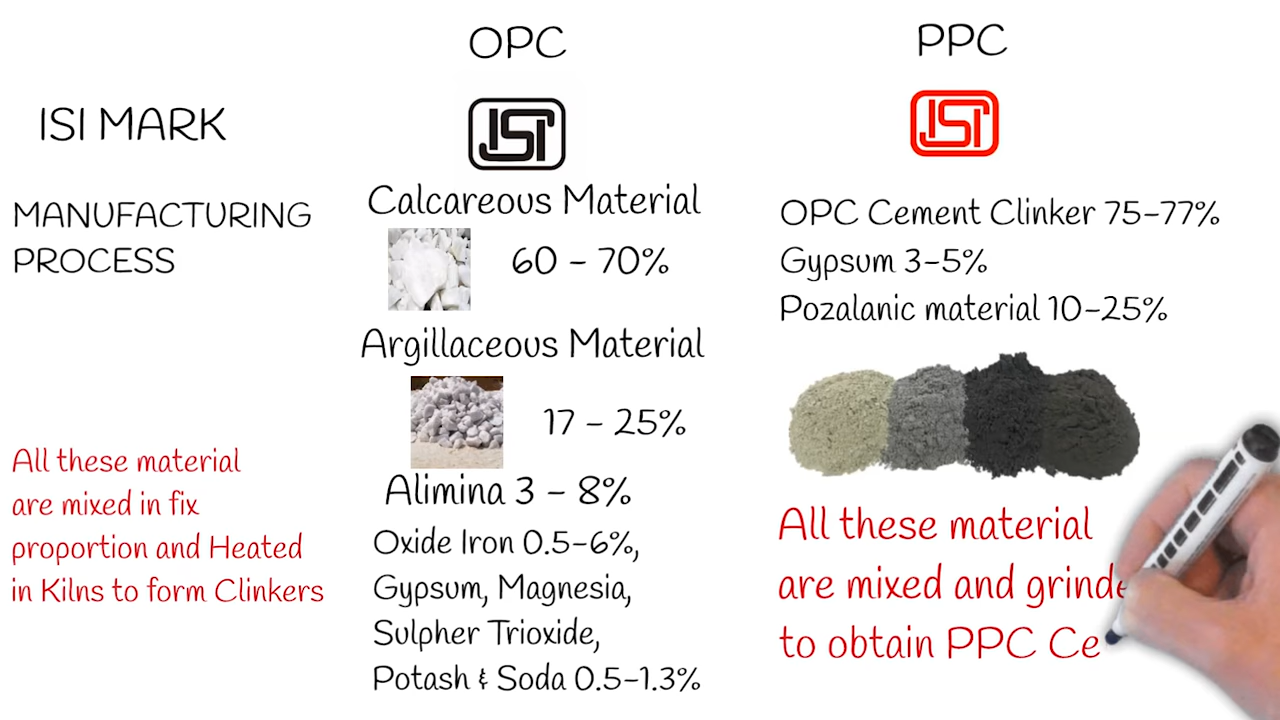 OPC
PPC
ISI MARK
ISI
ISI
MANUFACTURING
PROCESS
Calcareous Material
60 - 70%
Argillaceous Material
17 - 25%
Alimina 3 - 8%
Oxide Iron 0.5-6%,
Gypsum, Magnesia,
Sulpher Trioxide,
Potash & Soda 0.5-1.3%
OPC Cement Clinker 75-77%
Gypsum 3-5%
Pozalanic material 10-25%
All these material
are mixed in fix
proportion and Heated
in Kilns to form Clinkers
All these material
are mixed and grinde
to obtain PPC Ce